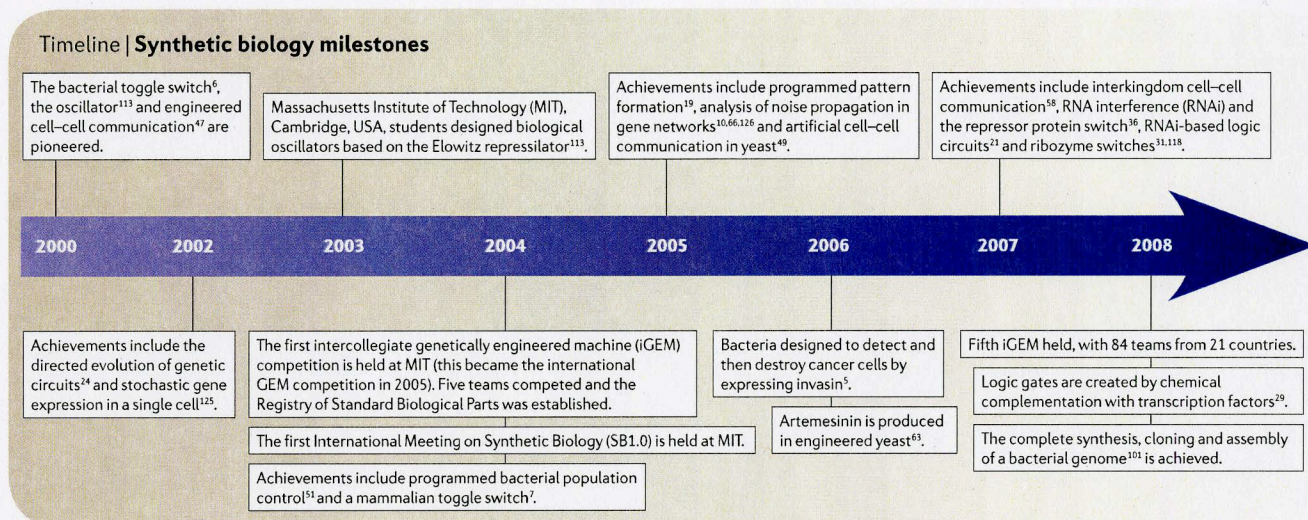 Timeline | Synthetic biology milestones
The bacterial toggle switch6,
the oscillator113 and engineered
cell–cell communication47 are
pioneered.
Massachusetts Institute of Technology (MIT),
Cambridge, USA, students designed biological
oscillators based on the Elowitz repressilator113.
Achievements include programmed pattern
formation19, analysis of noise propagation in
gene networks10,66,126 and artificial cell–cell
communication in yeast49.
Achievements include interkingdom cell–cell
communication58, RNA interference (RNAi) and
the repressor protein switch36, RNAi-based logic
circuits21 and ribozyme switches31,118.
2000 2002 2003 2004 2005 2006 2007 2008
Achievements include the
directed evolution of genetic
circuits24 and stochastic gene
expression in a single cell125.
The first intercollegiate genetically engineered machine (iGEM)
competition is held at MIT (this became the international
GEM competition in 2005). Five teams competed and the
Registry of Standard Biological Parts was established.
The first International Meeting on Synthetic Biology (SB1.0) is held at MIT.
Achievements include programmed bacterial population
control51 and a mammalian toggle switch7.
Bacteria designed to detect and
then destroy cancer cells by
expressing invasin5.
Artemesinin is produced
in engineered yeast63.
Fifth iGEM held, with 84 teams from 21 countries.
Logic gates are created by chemical
complementation with transcription factors29.
The complete synthesis, cloning and assembly
of a bacterial genome101 is achieved.